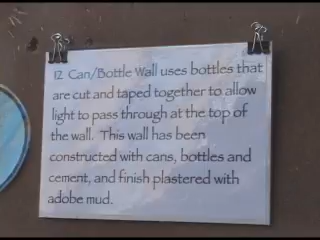 12 Can/Bottle Wall uses bottles that
are cut and taped together to allow
light to pass through at the top of
the wall. This wall has been
constructed with cans, bottles and
cement, and finish plastered with
adobe mud.